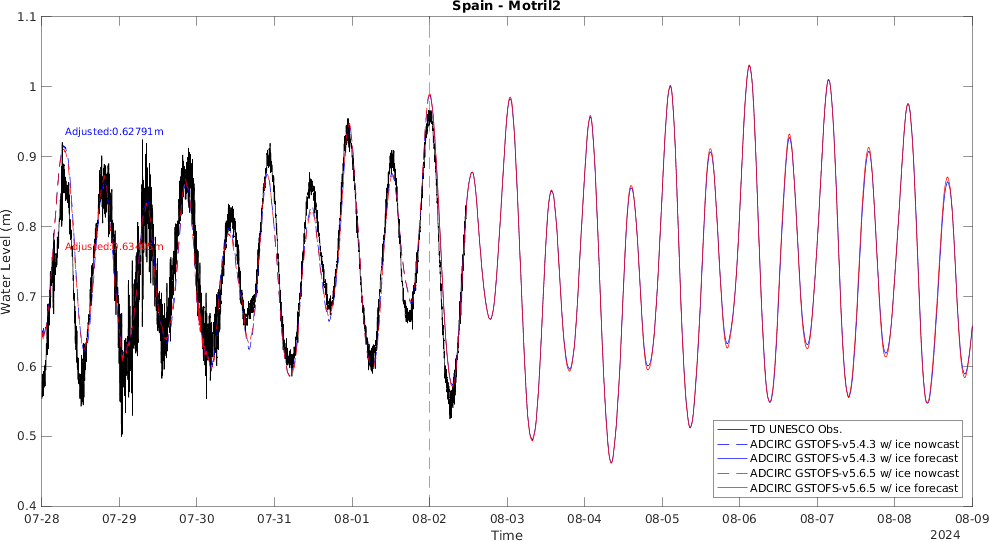 Spain - Motril2
1.1
1
0.9
0.8
0.7
0.6
0.5
0.4
Water Level (m)
Adjusted:0.62791m
07-28
07-29
07-30
07-31
08-01
08-02
08-03
08-04
08-05
08-06
08-07
08-08
08-09
Time
2024
TD UNESCO Obs.
ADCIRC GSTOFS-v5.4.3 w/ ice nowcast
ADCIRC GSTOFS-v5.4.3 w/ ice forecast
ADCIRC GSTOFS-v5.6.5 w/ ice nowcast
ADCIRC GSTOFS-v5.6.5 w/ ice forecast